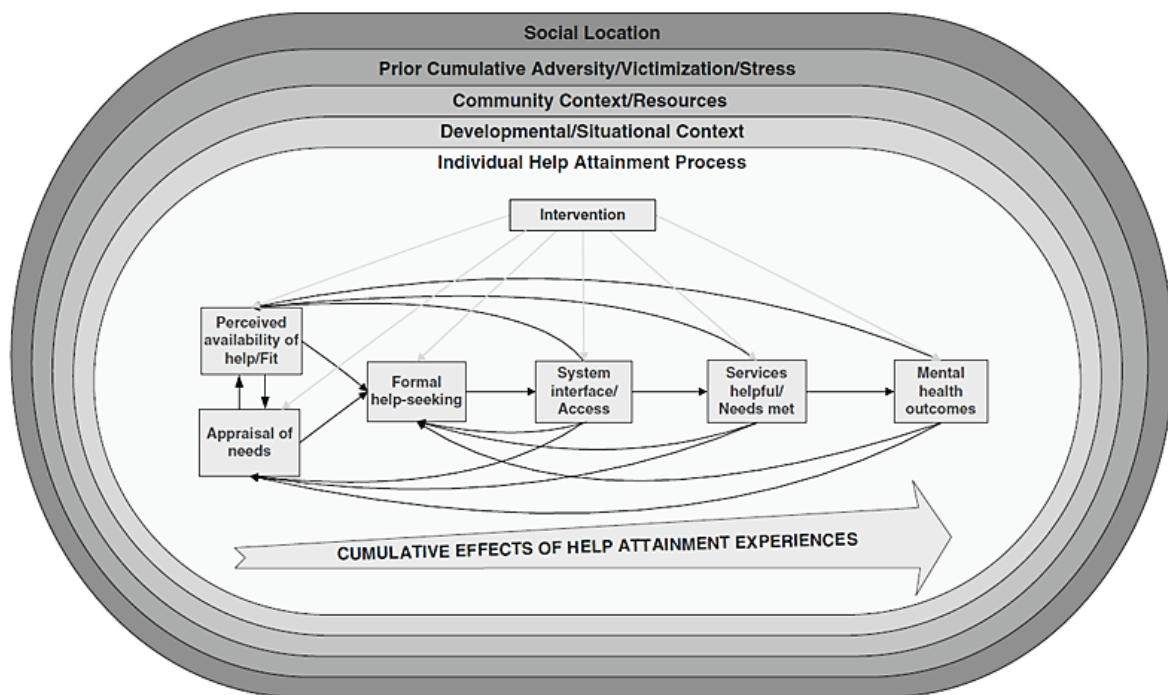 Social Location
Prior Cumulative Adversity/Victimization/Stress
Community Context/Resources
Developmental/Situational Context
Individual Help Attainment Process
Intervention
Perceived
availability of
help/Fit
Appraisal of
needs
Formal
help-seeking
System
interface/
Access
Services
helpful/
Needs met
Mental
health
outcomes
CUMULATIVE EFFECTS OF HELP ATTAINMENT EXPERIENCES